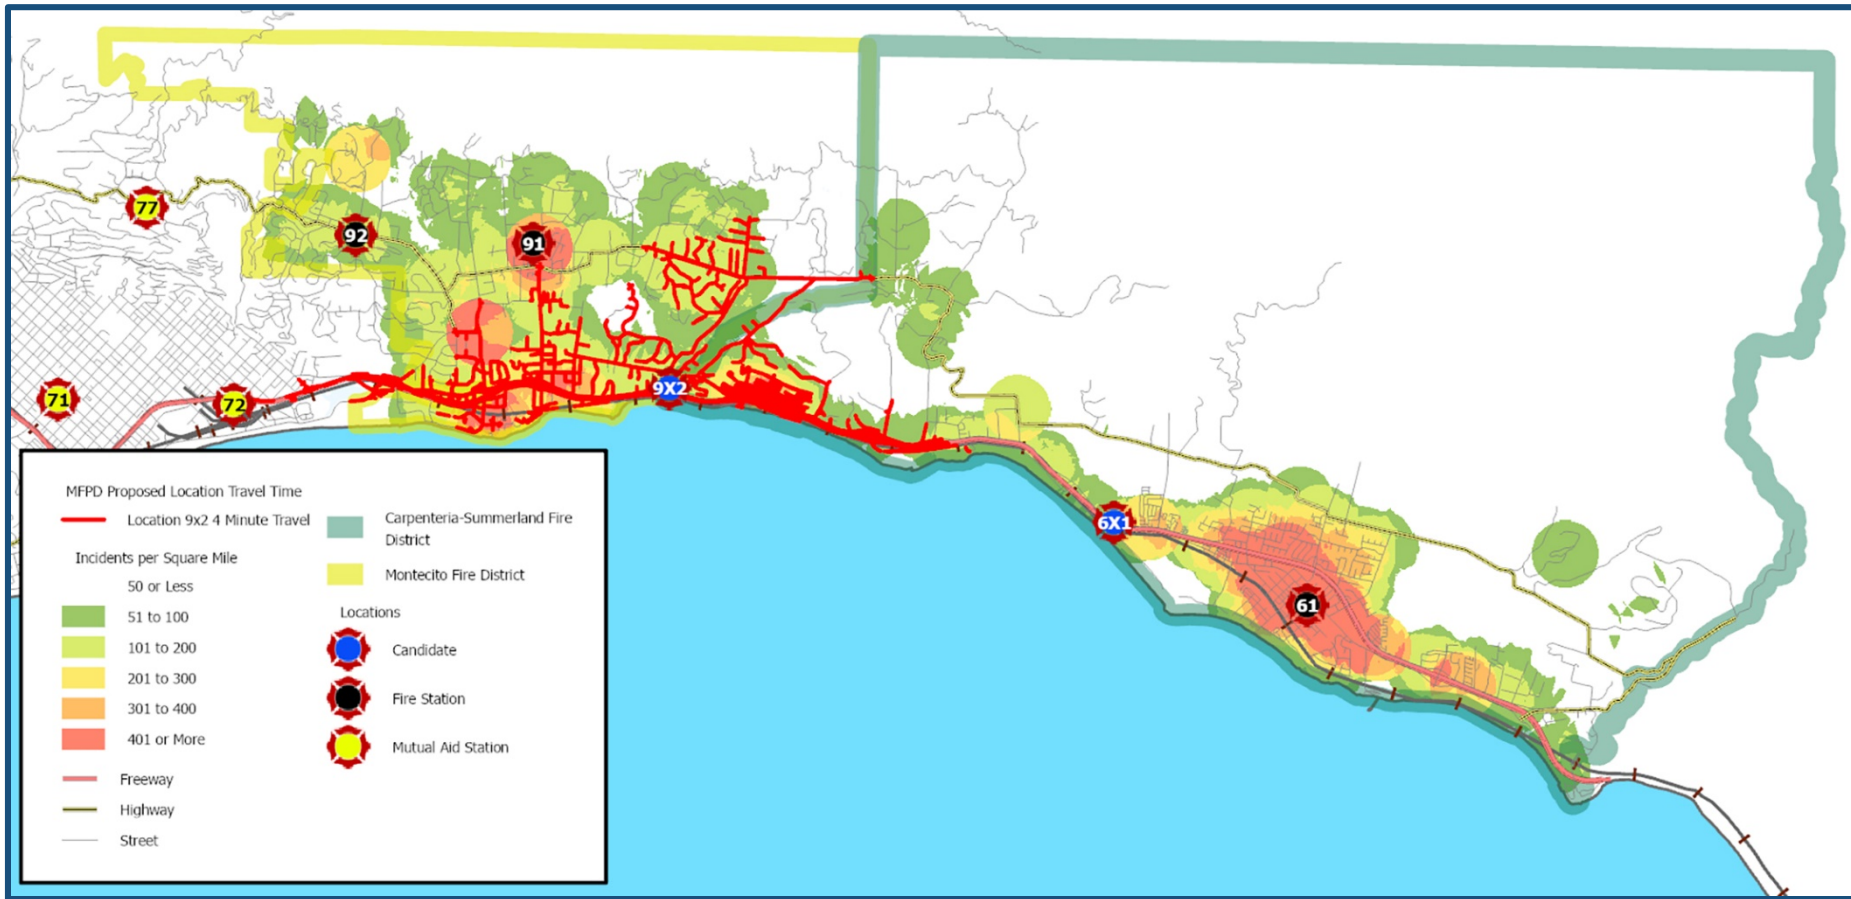 77
92
91
71
72
9X2
6X1
61
MFPD Proposed Location Travel Time
Location 9x2 4 Minute Travel
Incidents per Square Mile
50 or Less
51 to 100
101 to 200
201 to 300
301 to 400
401 or More
Freeway
Highway
Street
Carpenteria-Summerland Fire
District
Montecito Fire District
Locations
Candidate
Fire Station
Mutual Aid Station